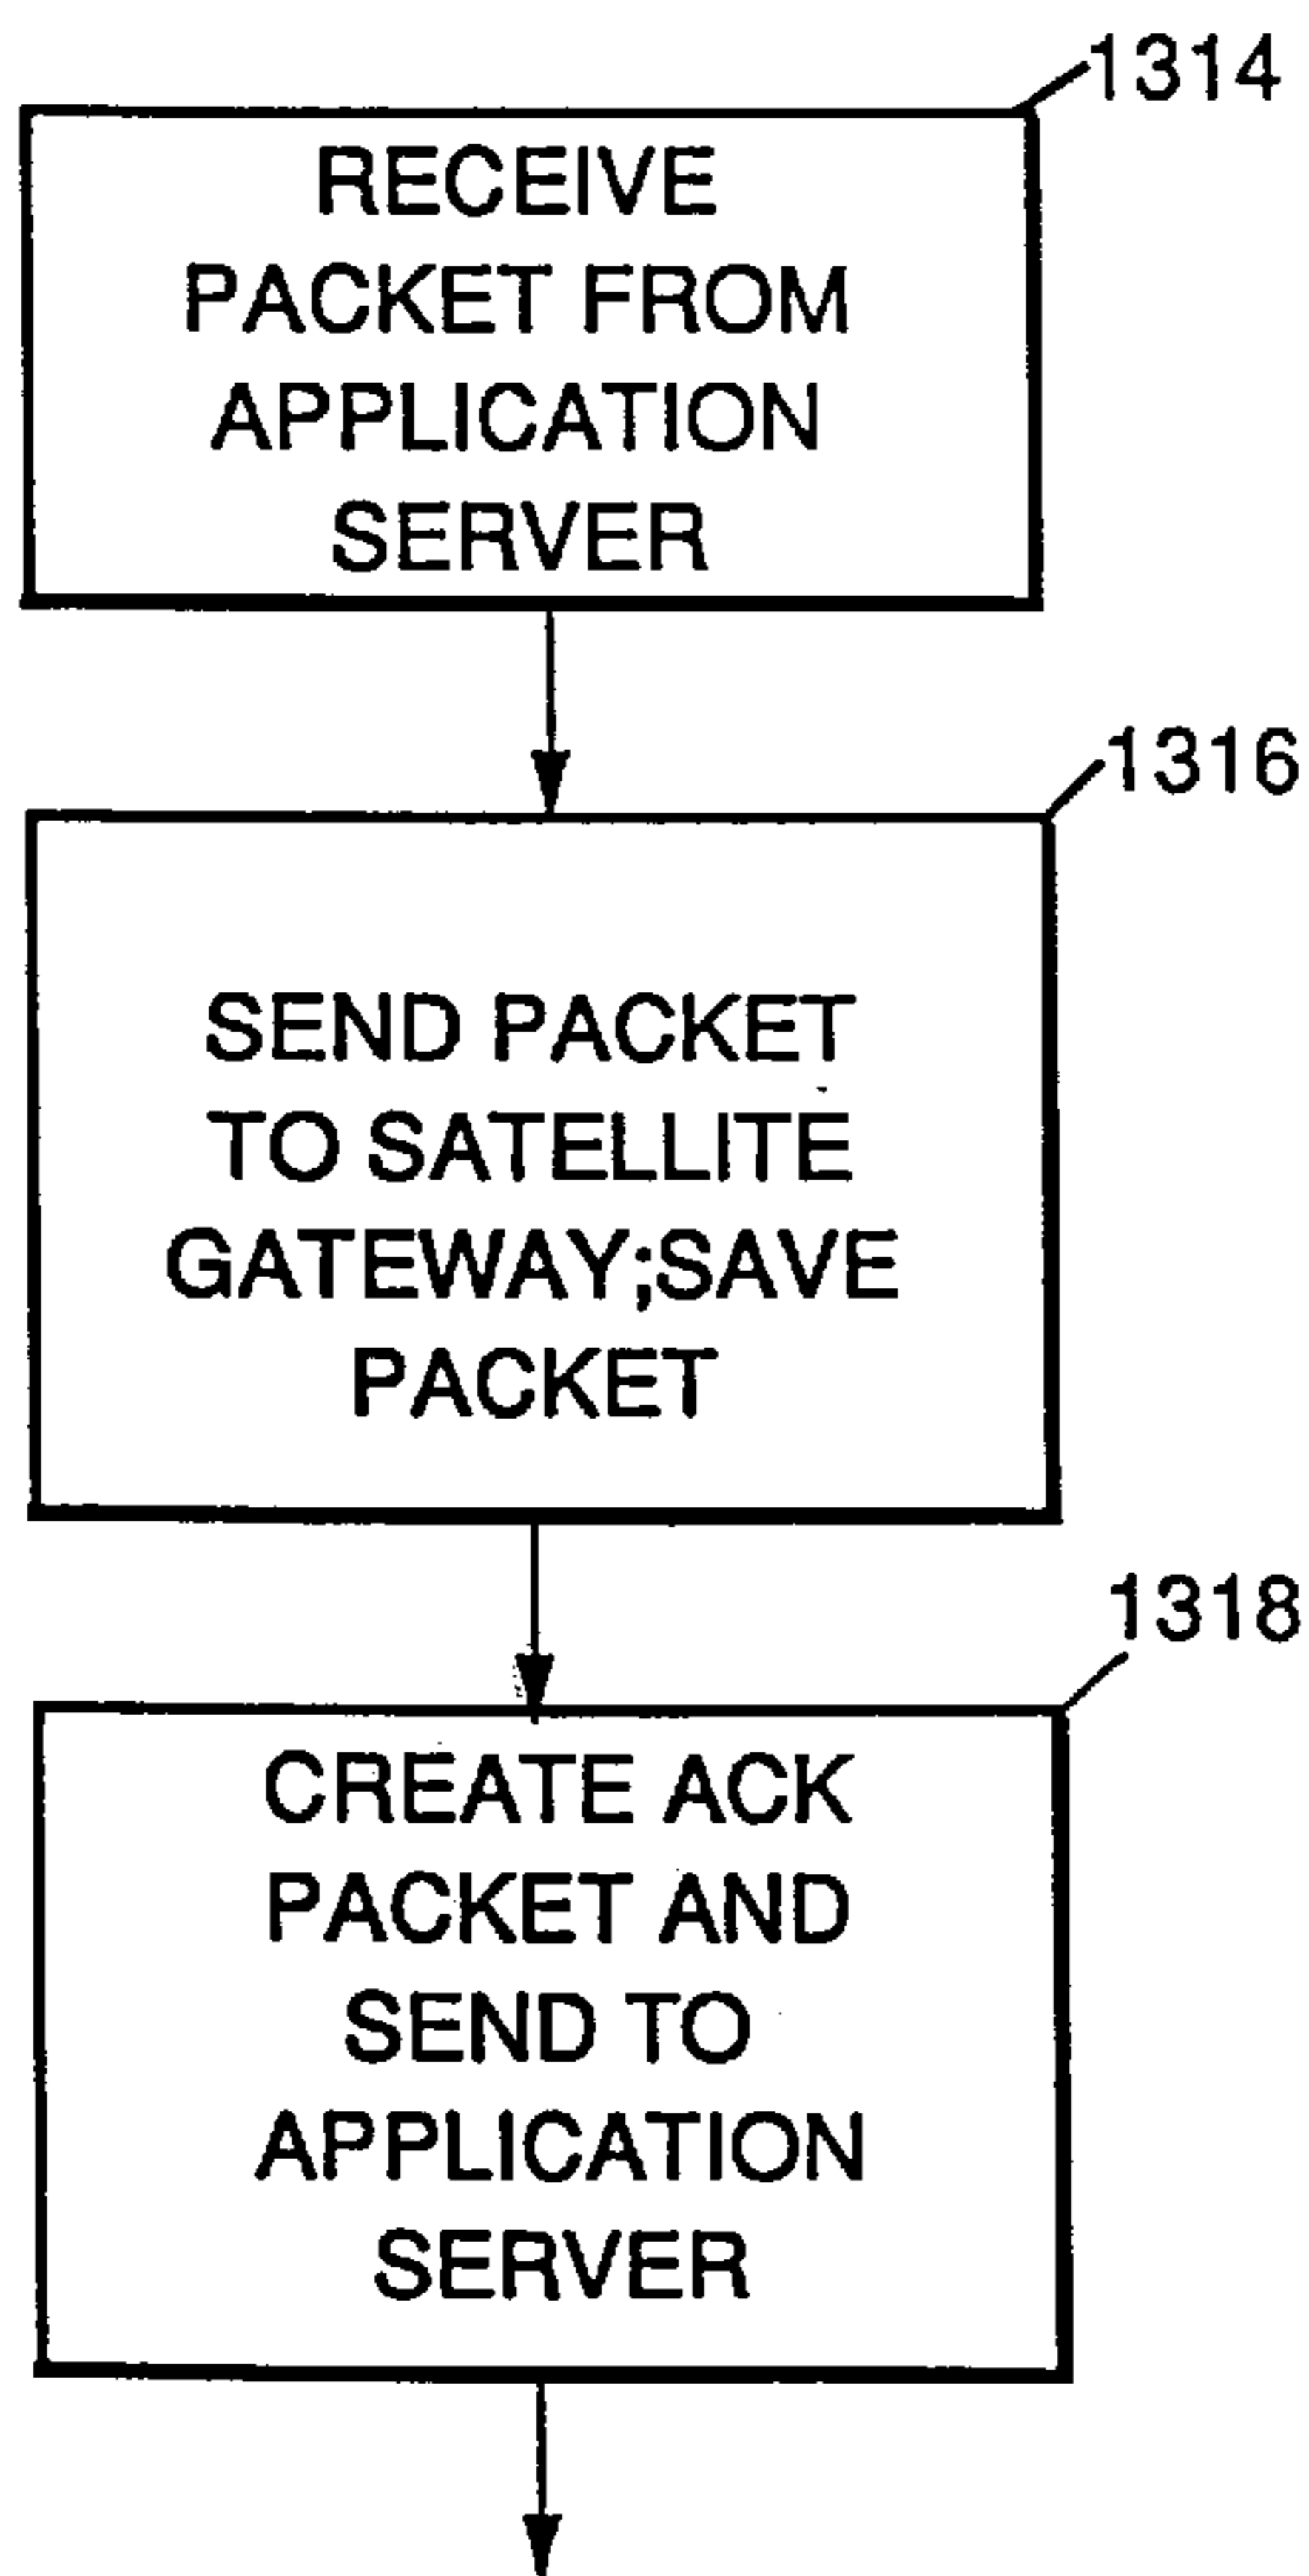 1314
RECEIVE
PACKET FROM
APPLICATION
SERVER
1316
SEND PACKET
TO SATELLITE
GATEWAY;SAVE
PACKET
1318
CREATE ACK
PACKET AND
SEND TO
APPLICATION
SERVER